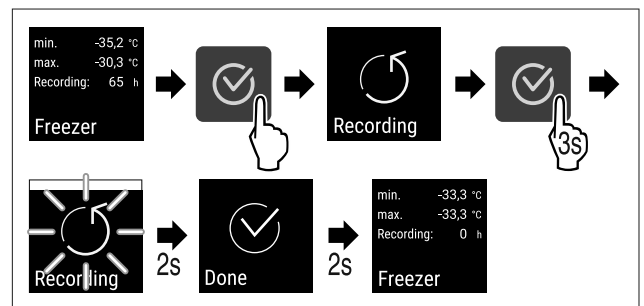 min. -35,2 °C
max. -30,3 °C
Recording: 65 h
Freezer
Recording
3s
Recording
2s
Done
2s
min. -33,3 °C
max. -33,3 °C
Recording: 0 h
Freezer